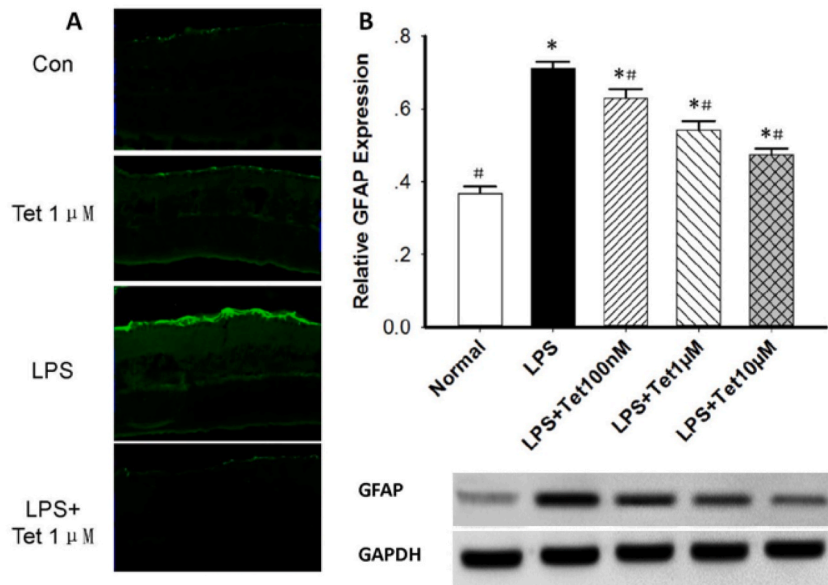 A
Con
Tet 1 μM
LPS
LPS+
Tet 1 μM
B
Relative GFAP Expression
.8
.6
.4
.2
0.0
#
*
*#
*#
*#
Normal
LPS
LPS+Tet100nM
LPS+Tet1μM
LPS+Tet10μM
GFAP
GAPDH